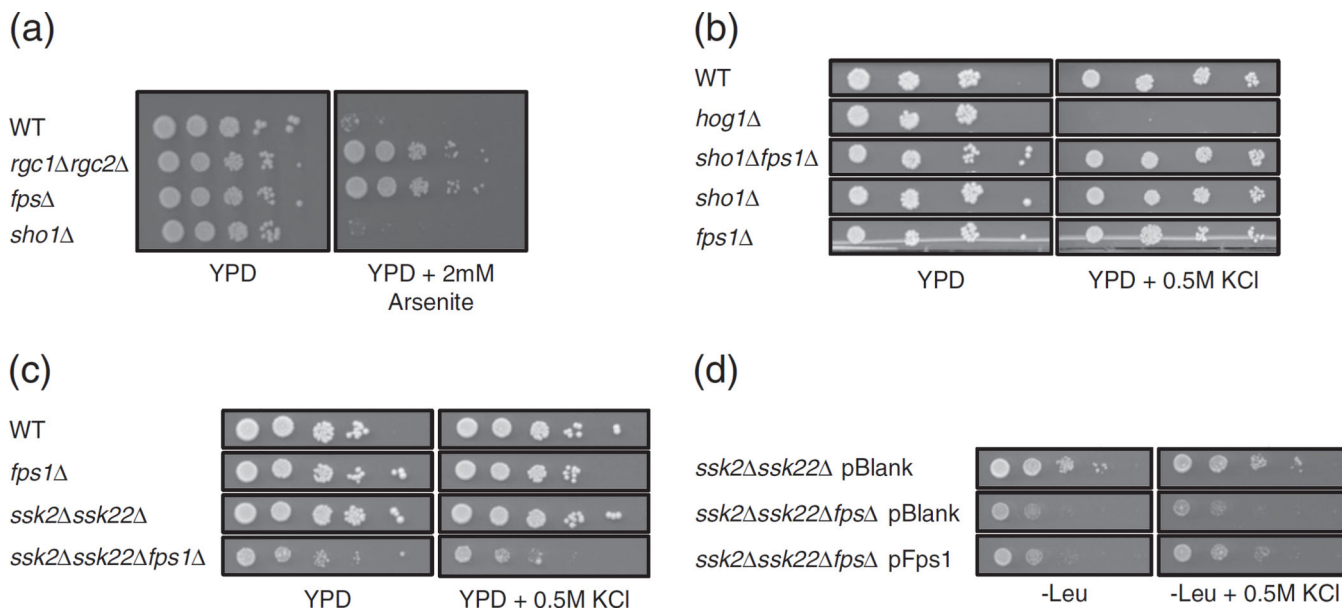 (a)
WT
rgc1Δrgc2Δ
fpsΔ
sho1Δ
YPD
YPD + 2mM
Arsenite
(b)
WT
hog1Δ
sho1Δfps1Δ
sho1Δ
fps1Δ
YPD
YPD + 0.5M KCl
(c)
WT
fps1Δ
ssk2Δssk22Δ
ssk2Δssk22Δfps1Δ
YPD
YPD + 0.5M KCl
(d)
ssk2Δssk22Δ pBlank
ssk2Δssk22ΔfpsΔ pBlank
ssk2Δssk22ΔfpsΔ pFps1
-Leu
-Leu + 0.5M KCl